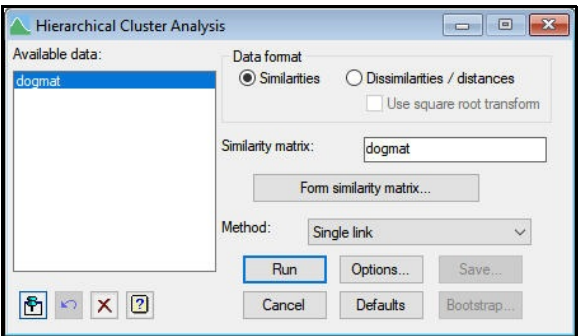 Hierarchical Cluster Analysis
Available data:
dogmat
Data format
Similarities
Dissimilarities / distances
Use square root transform
Similarity matrix:
dogmat
Form similarity matrix...
Method:
Single link
Run
Options...
Save...
Cancel
Defaults
Bootstrap...